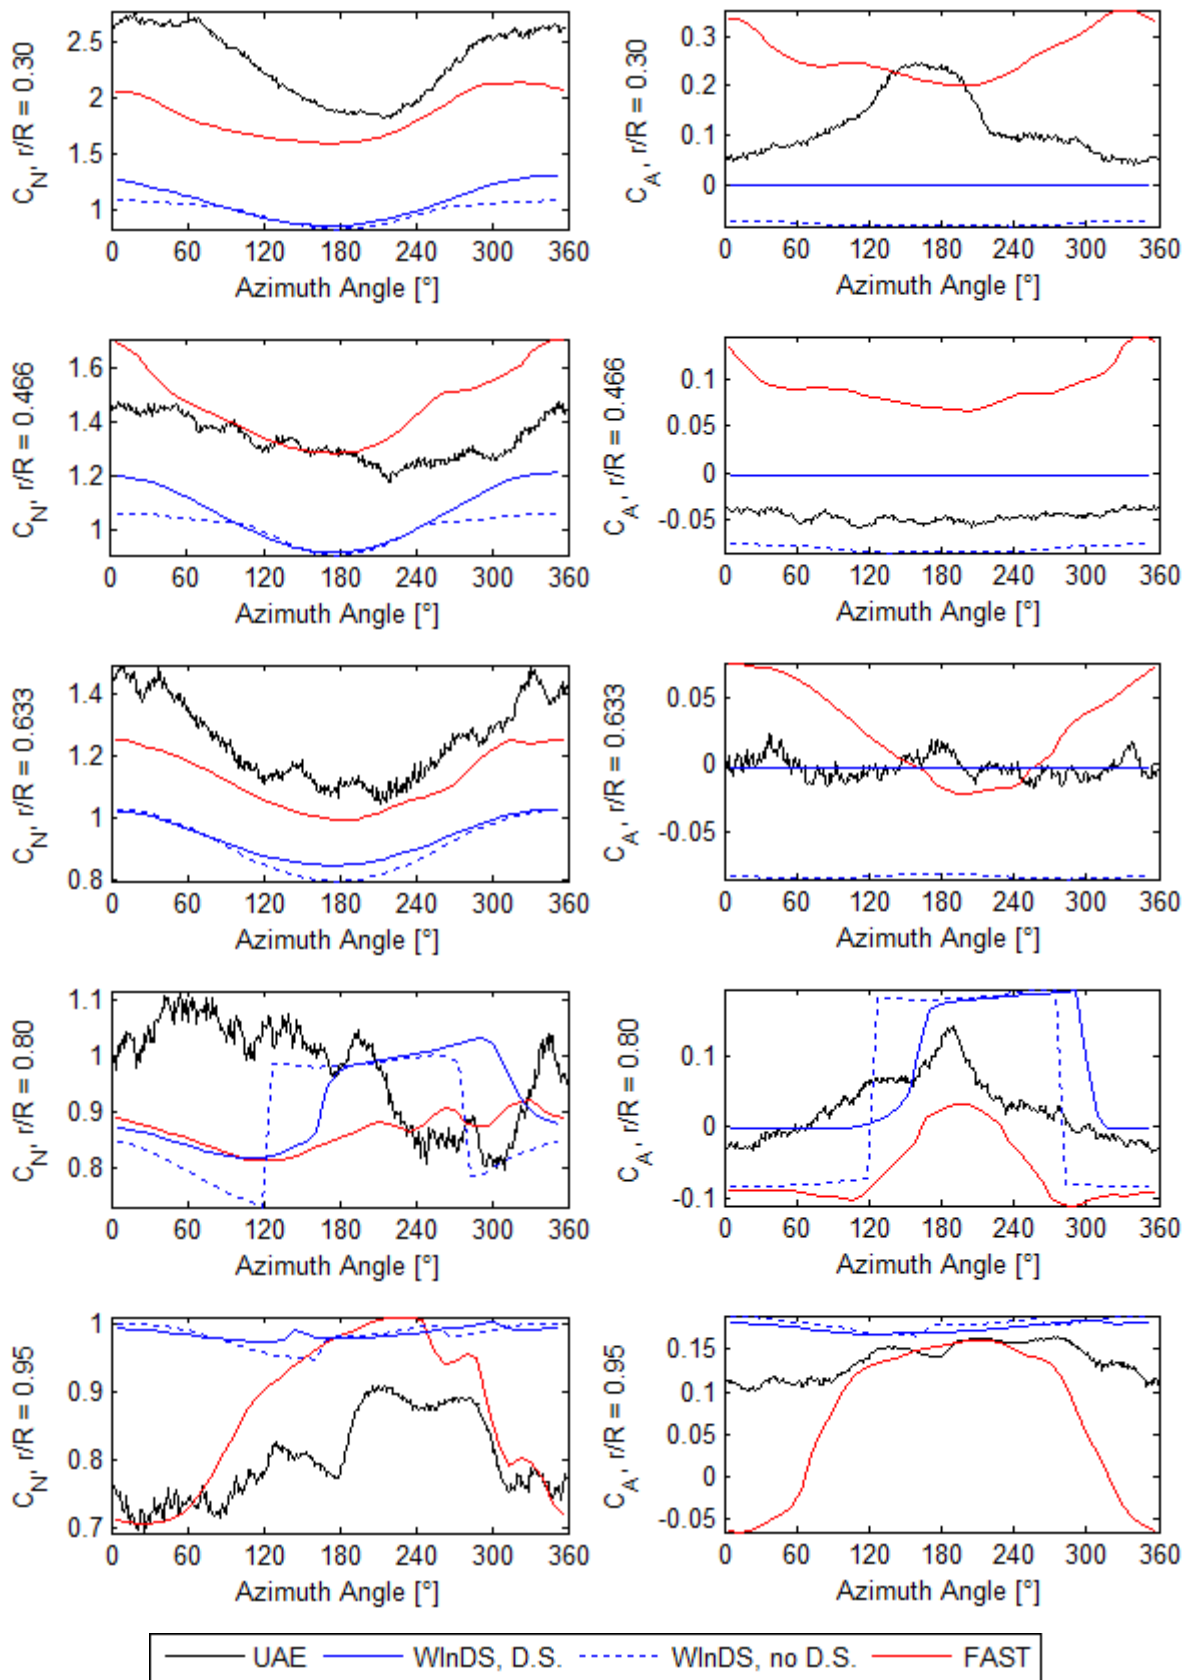 C_N, r/R = 0.30
2.5
2
1.5
1
0 60 120 180 240 300 360
Azimuth Angle [°]
C_A, r/R = 0.30
0.3
0.2
0.1
0
0 60 120 180 240 300 360
Azimuth Angle [°]
C_N, r/R = 0.466
1.6
1.4
1.2
1
0 60 120 180 240 300 360
Azimuth Angle [°]
C_A, r/R = 0.466
0.1
0.05
0
-0.05
0 60 120 180 240 300 360
Azimuth Angle [°]
C_N, r/R = 0.633
1.4
1.2
1
0.8
0 60 120 180 240 300 360
Azimuth Angle [°]
C_A, r/R = 0.633
0.05
0
-0.05
0 60 120 180 240 300 360
Azimuth Angle [°]
C_N, r/R = 0.80
1.1
1
0.9
0.8
0 60 120 180 240 300 360
Azimuth Angle [°]
C_A, r/R = 0.80
0.1
0
-0.1
0 60 120 180 240 300 360
Azimuth Angle [°]
C_N, r/R = 0.95
1
0.9
0.8
0.7
0 60 120 180 240 300 360
Azimuth Angle [°]
C_A, r/R = 0.95
0.15
0.1
0.05
0
-0.05
0 60 120 180 240 300 360
Azimuth Angle [°]
UAE WInDS, D.S. WInDS, no D.S. FAST